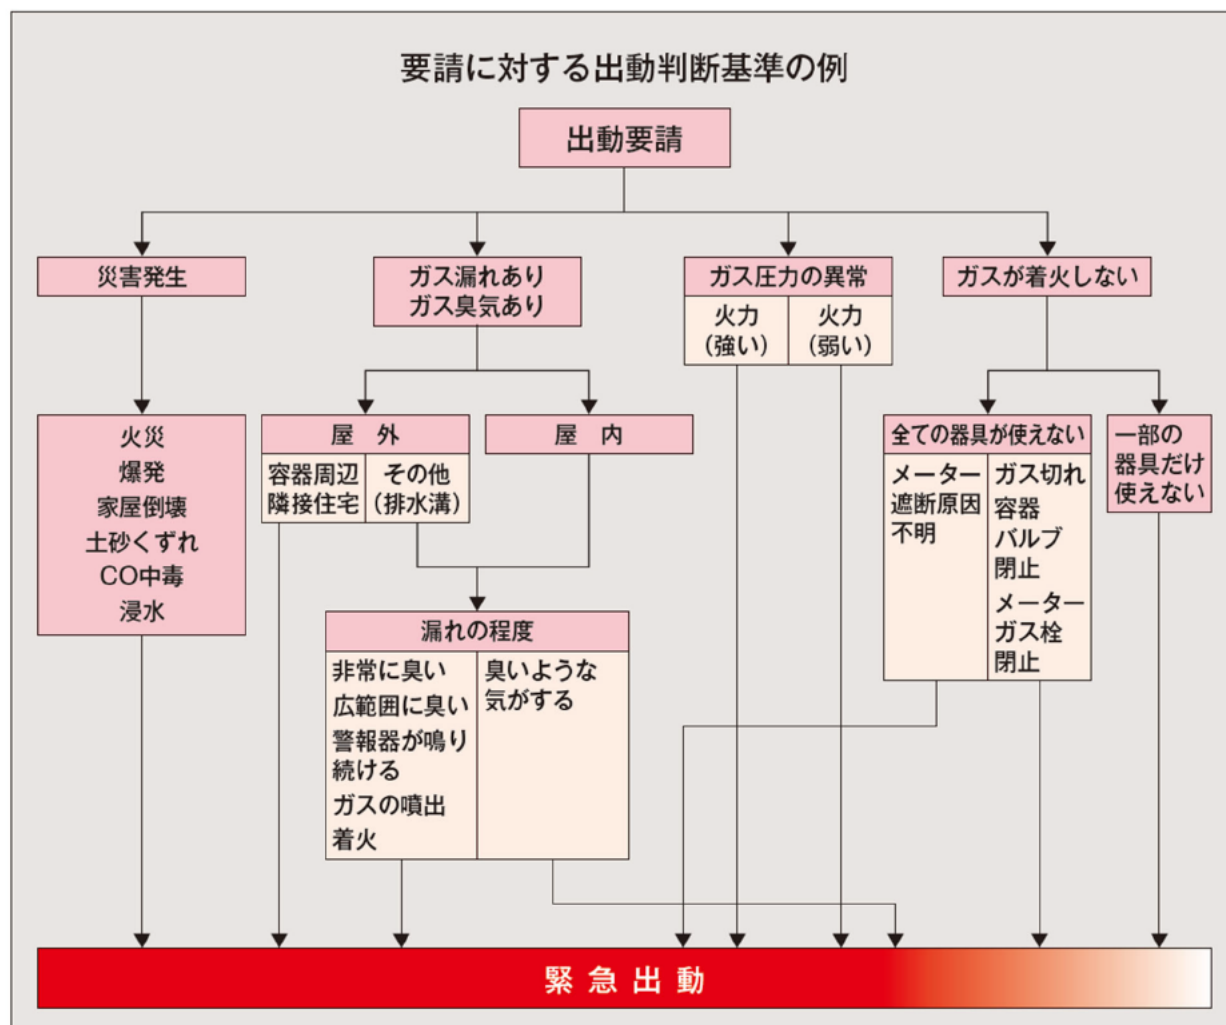 要請に対する出動判断基準の例
出動要請
災害発生
ガス漏れあり
ガス臭気あり
ガス圧力の異常
火力
(強い)
火力
(弱い)
ガスが着火しない
火災
爆発
家屋倒壊
土砂くずれ
CO中毒
浸水
屋 外
容器周辺
隣接住宅
その他
(排水溝)
屋 内
漏れの程度
非常に臭い
広範囲に臭い
警報器が鳴り
続ける
ガスの噴出
着火
臭いような
気がする
全ての器具が使えない
メーター
遮断原因
不明
ガス切れ
容器
バルブ
閉止
メーター
ガス栓
閉止
一部の
器具だけ
使えない
緊急出動